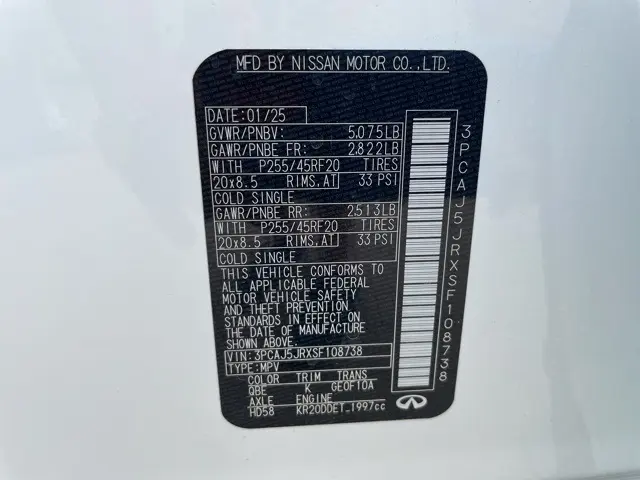 MFD BY NISSAN MOTOR CO.,LTD.
DATE:01/25
GVWR/PNBV: 5,075LB
GAWR/PNBE FR: 2,822LB
WITH P255/45RF20 TIRES
20x8.5 RIMS,AT 33 PSI
COLD SINGLE
GAWR/PNBE RR: 2,513LB
WITH P255/45RF20 TIRES
20x8.5 RIMS,AT 33 PSI
COLD SINGLE
THIS VEHICLE CONFORMS TO
ALL APPLICABLE FEDERAL
MOTOR VEHICLE SAFETY
AND THEFT PREVENTION
STANDARDS IN EFFECT ON
THE DATE OF MANUFACTURE
SHOWN ABOVE.
VIN: 3PCAJ5JRXSF108738
TYPE: MPV
COLOR TRIM TRANS
QBE K GE0F10A
AXLE ENGINE
HD58 KR20DDET 1997cc
3PCAJ5JRXSF108738